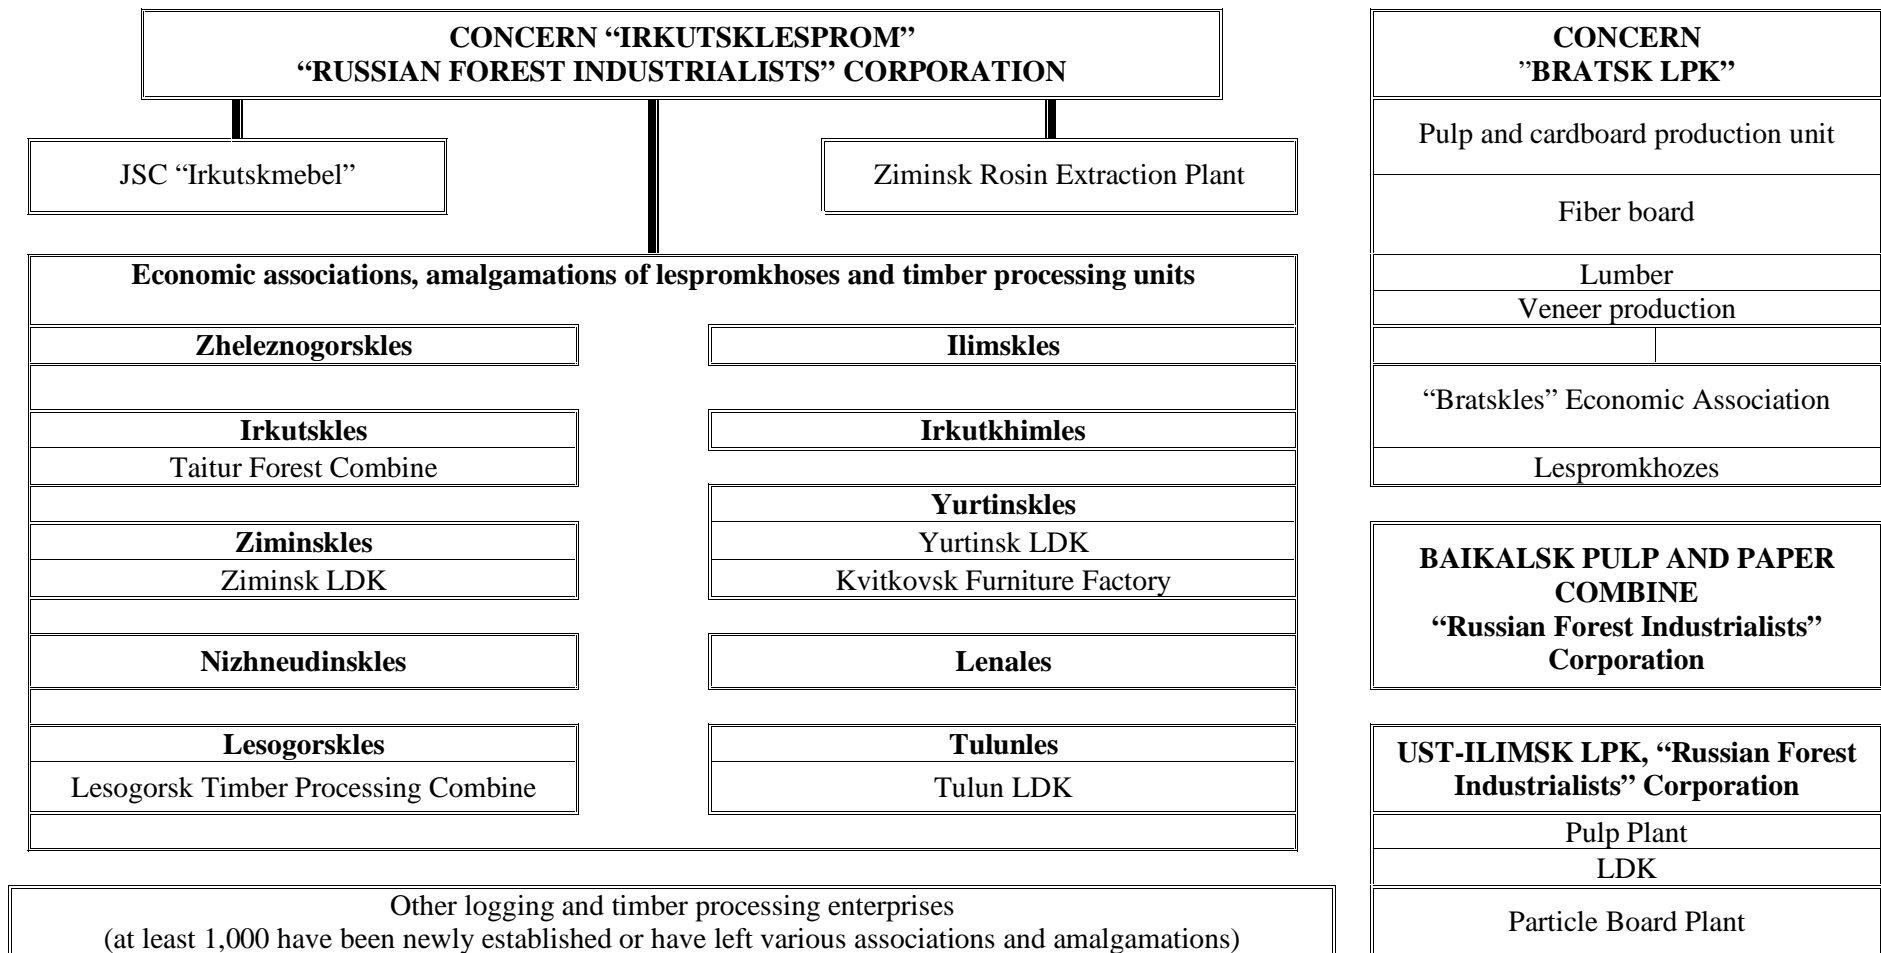 CONCERN “IRKUTSKLESPROM”
“RUSSIAN FOREST INDUSTRIALISTS” CORPORATION
JSC “Irkutskmebel”
Ziminsk Rosin Extraction Plant
Economic associations, amalgamations of lespromkhoses and timber processing units
Zheleznogorskles
Ilimskles
Irkutskles
Taitur Forest Combine
Irkutkhimles
Yurtinskles
Yurtinsk LDK
Kvitkovsk Furniture Factory
Ziminskles
Ziminsk LDK
Nizhneudinskles
Lenales
Lesogorskles
Lesogorsk Timber Processing Combine
Tulunles
Tulun LDK
Other logging and timber processing enterprises
(at least 1,000 have been newly established or have left various associations and amalgamations)
CONCERN
”BRATSK LPK”
Pulp and cardboard production unit
Fiber board
Lumber
Veneer production
“Bratskles” Economic Association
Lespromkhozes
BAIKALSK PULP AND PAPER
COMBINE
“Russian Forest Industrialists”
Corporation
UST-ILIMSK LPK, “Russian Forest
Industrialists” Corporation
Pulp Plant
LDK
Particle Board Plant